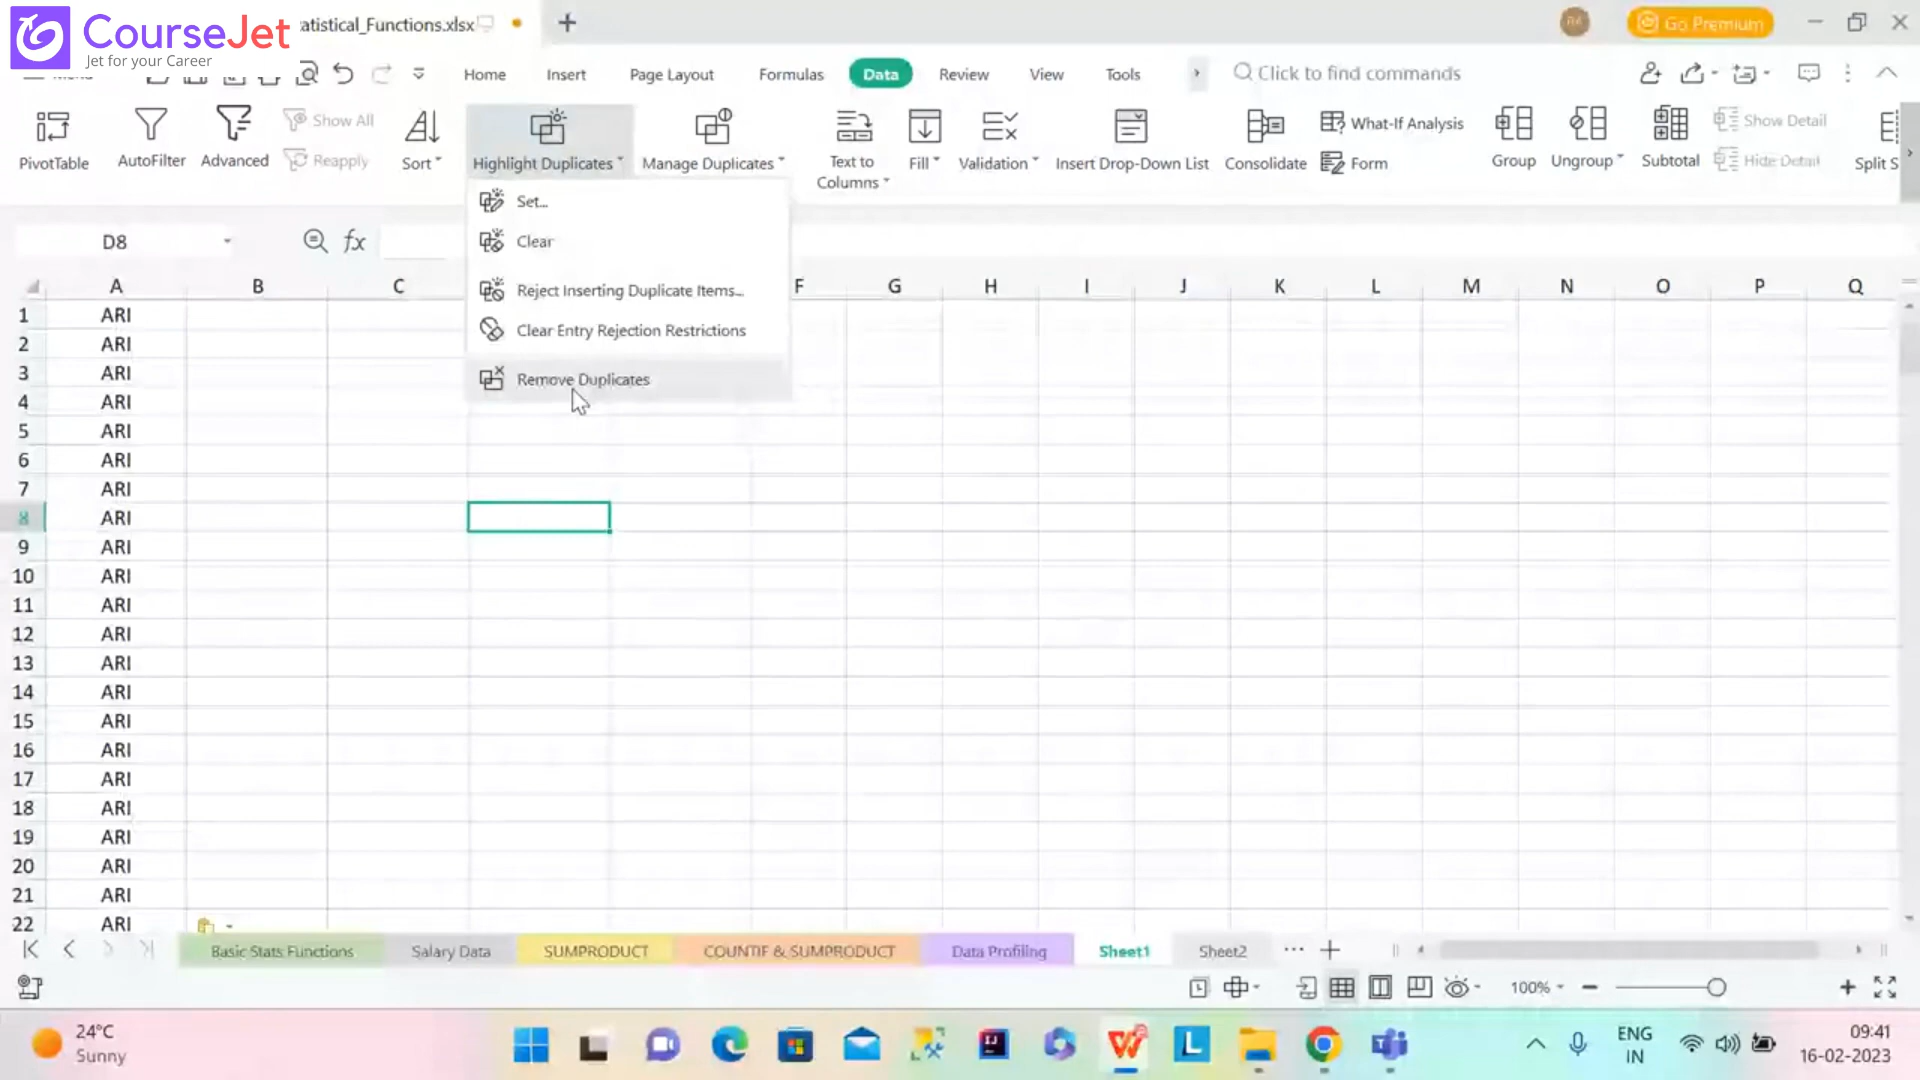 CourseJet
Jet for your Career
atistical_Functions.xlsx
Go Premium
Home Insert Page Layout Formulas Data Review View Tools Click to find commands
PivotTable AutoFilter Advanced Show All Reapply Sort Highlight Duplicates Manage Duplicates Text to Columns Fill Validation Insert Drop-Down List Consolidate What-If Analysis Form Group Ungroup Subtotal Show Detail Hide Detail Split S
Set...
Clear
Reject Inserting Duplicate Items...
Clear Entry Rejection Restrictions
Remove Duplicates
D8 fx
A B C F G H I J K L M N O P Q
1 ARI
2 ARI
3 ARI
4 ARI
5 ARI
6 ARI
7 ARI
8 ARI
9 ARI
10 ARI
11 ARI
12 ARI
13 ARI
14 ARI
15 ARI
16 ARI
17 ARI
18 ARI
19 ARI
20 ARI
21 ARI
22 ARI
Basic Stats Functions Salary Data SUMPRODUCT COUNTIF & SUMPRODUCT Data Profiling Sheet1 Sheet2 ...
100%
24°C
Sunny
ENG
IN
09:41
16-02-2023